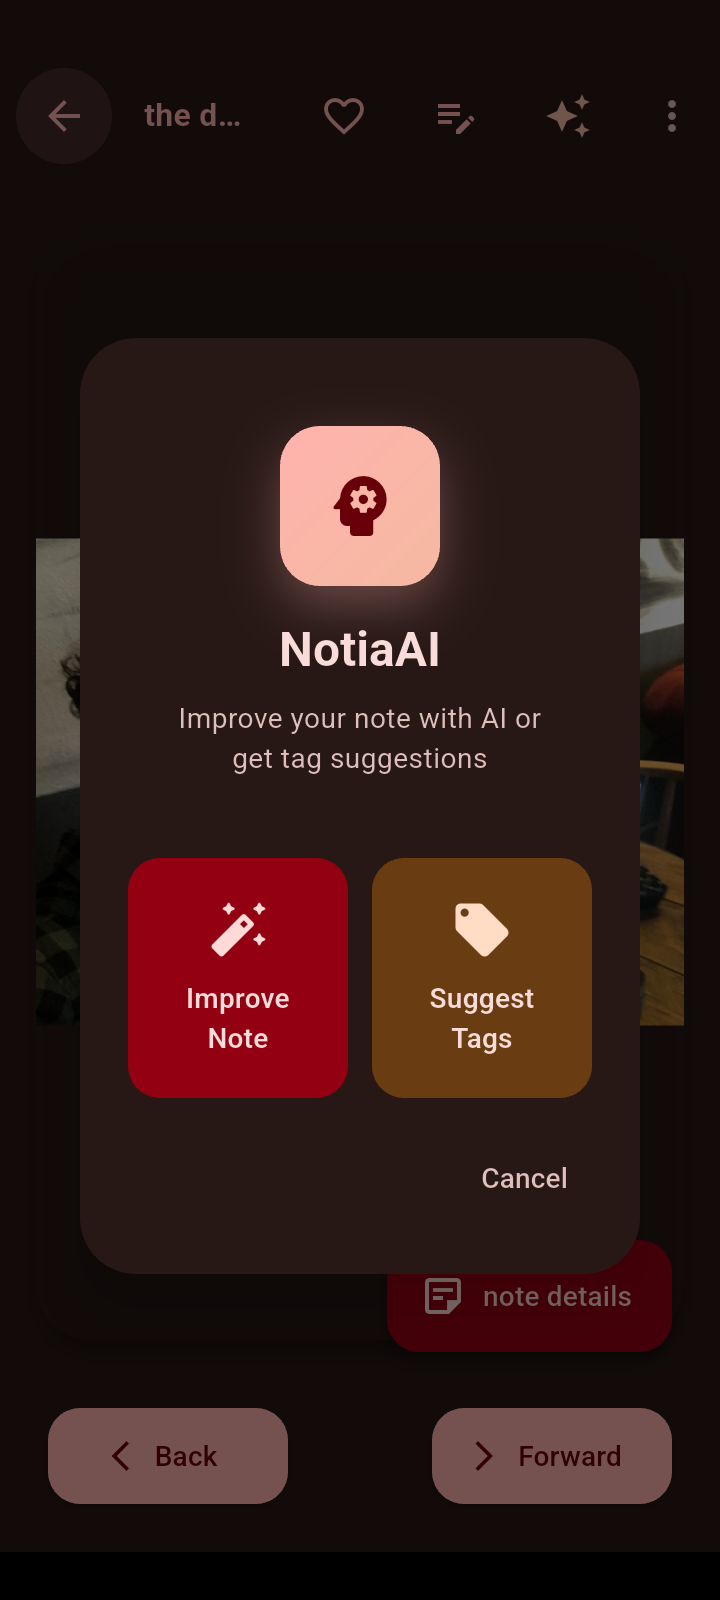 the d...
NotiaAI
Improve your note with AI or
get tag suggestions
Improve
Note
Suggest
Tags
Cancel
note details
Back
Forward